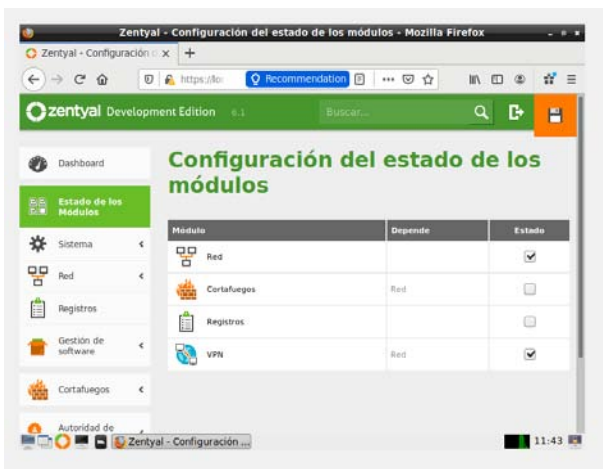 Zentyal - Configuración del estado de los módulos - Mozilla Firefox
Zentyal - Configuración
https://lo
Recommendation
zentyal Development Edition 6.1
Buscar...
Dashboard
Configuración del estado de los
módulos
Estado de los
Módulos
Módulo Depende Estado
Sistema
Red
Red
Cortafuegos Red
Registros
Registros
Gestión de
software
VPN Red
Cortafuegos
Autoridad de
Zentyal - Configuración ...
11:43